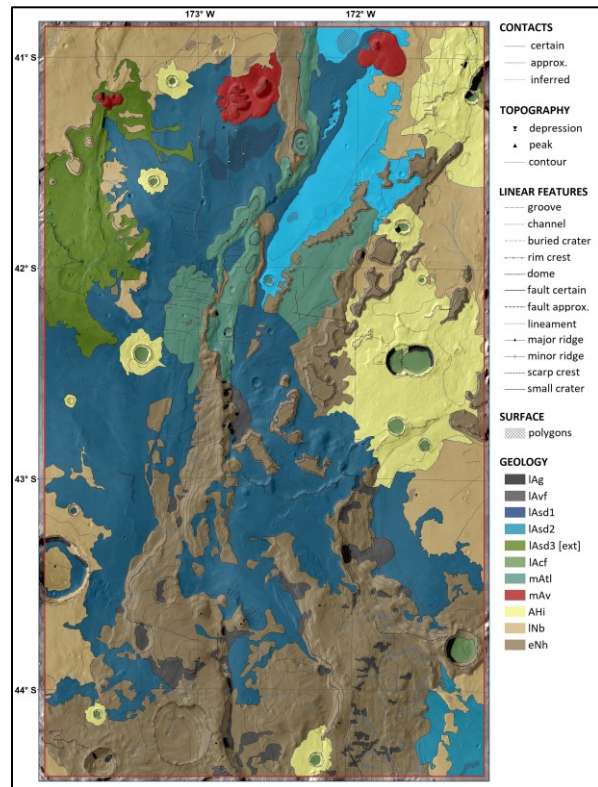 173° W
172° W
41° S
42° S
43° S
44° S
CONTACTS
certain
approx.
inferred
TOPOGRAPHY
depression
peak
contour
LINEAR FEATURES
groove
channel
buried crater
rim crest
dome
fault certain
fault approx.
lineament
major ridge
minor ridge
scarp crest
small crater
SURFACE
polygons
GEOLOGY
lAg
lAvf
lAsd1
lAsd2
lAsd3 [ext]
lAcf
mAtl
mAv
AHi
lNb
eNh